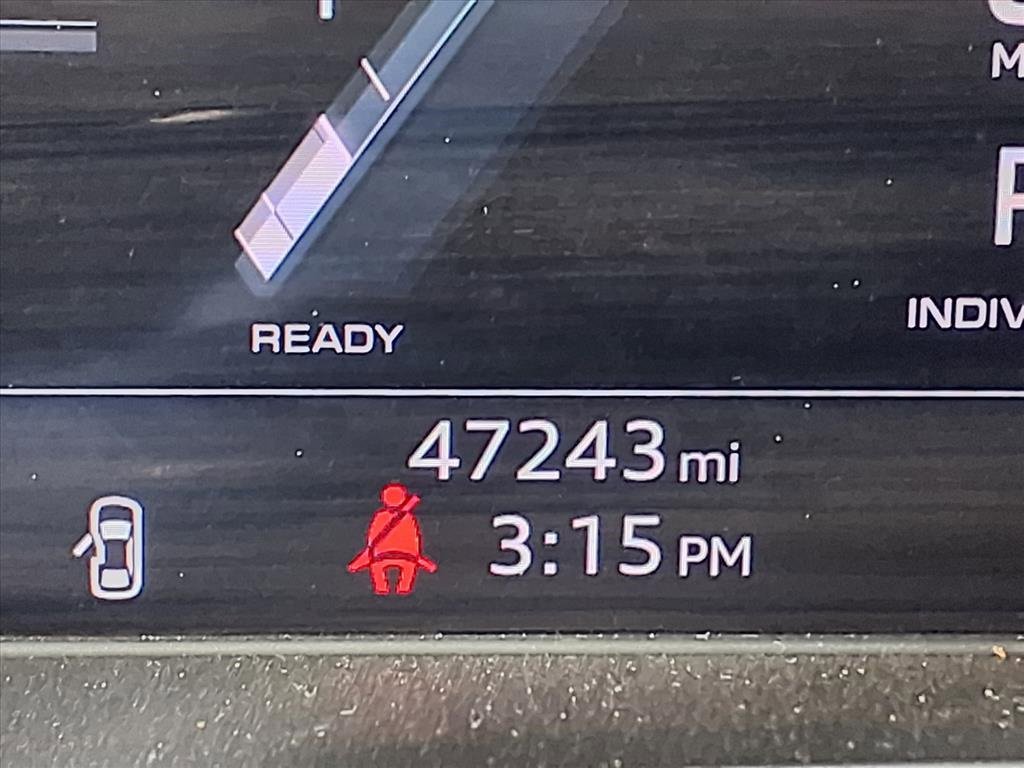 READY
INDIV
47243 mi
3:15 PM